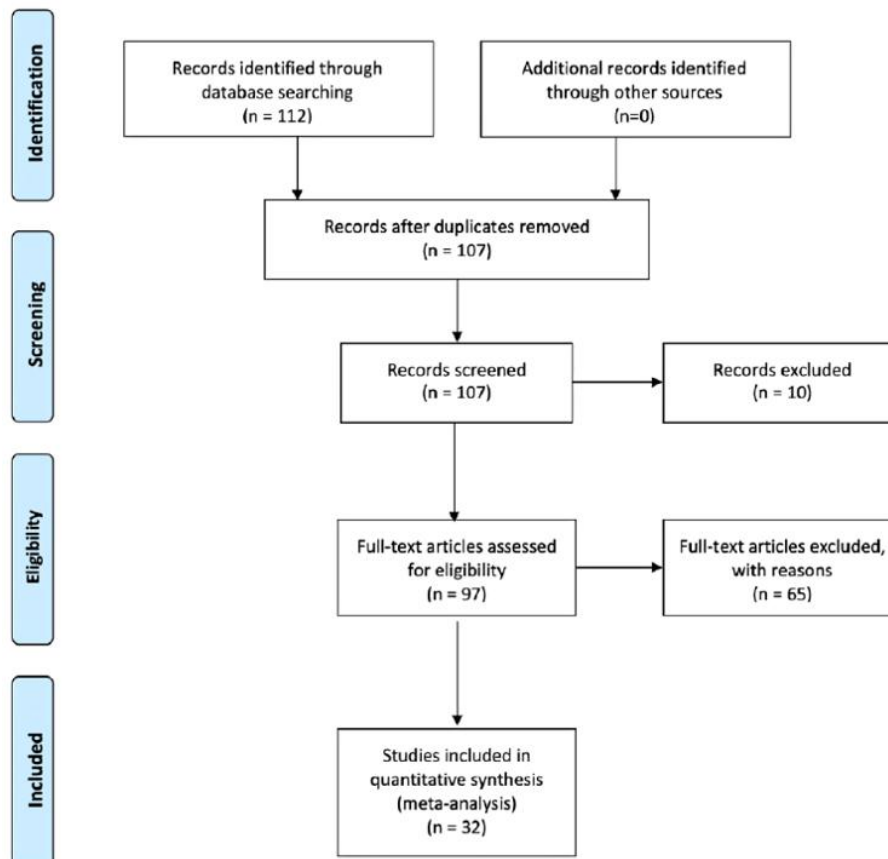 Identification
Records identified through
database searching
(n = 112)
Additional records identified
through other sources
(n=0)
Records after duplicates removed
(n = 107)
Screening
Records screened
(n = 107)
Records excluded
(n = 10)
Eligibility
Full-text articles assessed
for eligibility
(n = 97)
Full-text articles excluded,
with reasons
(n = 65)
Included
Studies included in
quantitative synthesis
(meta-analysis)
(n = 32)